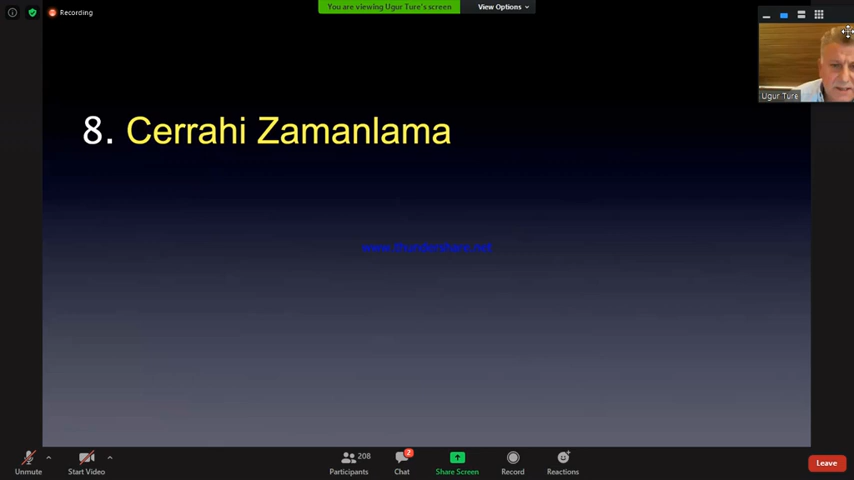 Recording
You are viewing Ugur Ture's screen
View Options
Ugur Ture
8. Cerrahi Zamanlama
www.thundershare.net
Unmute
Start Video
208
Participants
2
Chat
Share Screen
Record
Reactions
Leave